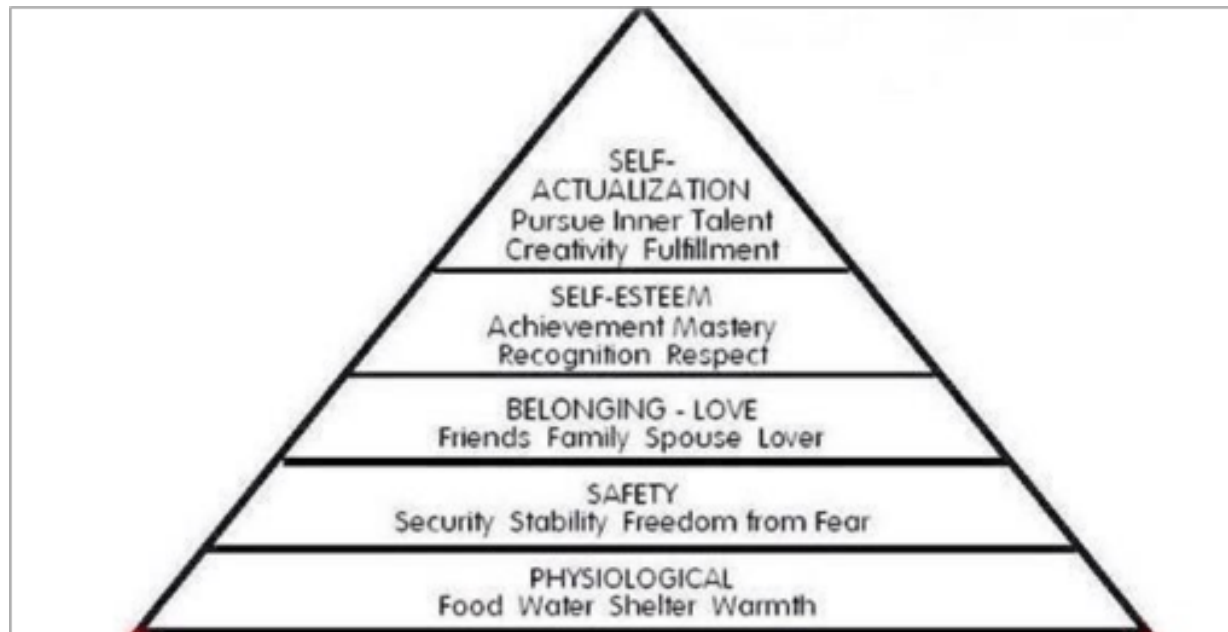 SELF-
ACTUALIZATION
Pursue Inner Talent
Creativity Fulfillment
SELF-ESTEEM
Achievement Mastery
Recognition Respect
BELONGING - LOVE
Friends Family Spouse Lover
SAFETY
Security Stability Freedom from Fear
PHYSIOLOGICAL
Food Water Shelter Warmth